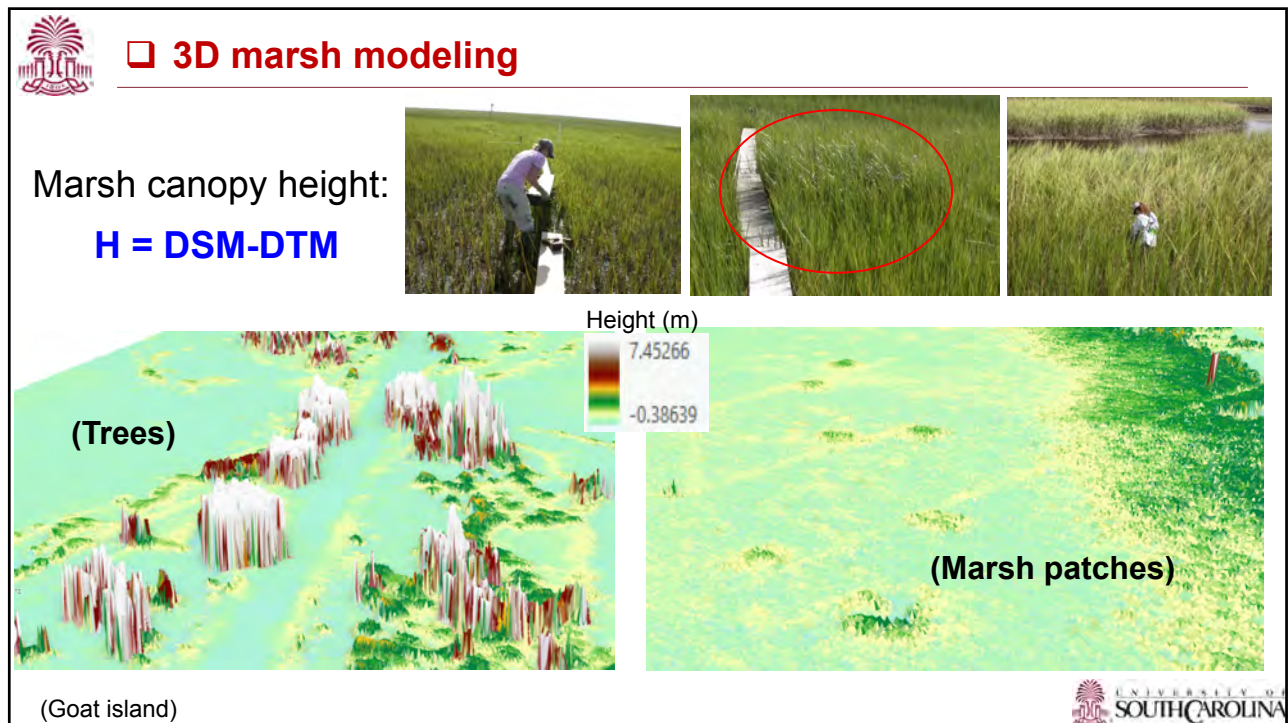 ❑ 3D marsh modeling
Marsh canopy height:
H = DSM-DTM
Height (m)
7.45266
-0.38639
(Trees)
(Marsh patches)
(Goat island)
UNIVERSITY OF
SOUTH CAROLINA